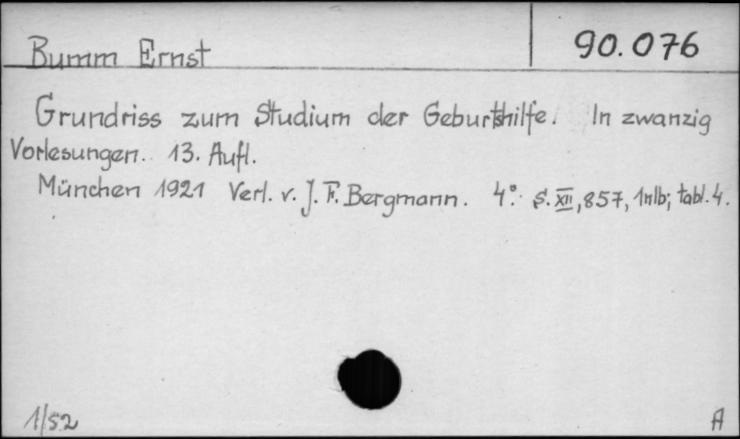 Bumm Ernst 90.076
Grundriss zum Studium der Geburtshilfe. In zwanzig
Vorlesungen. 13. Aufl.
München 1921 Verl. v. J. F. Bergmann. 4°. S. XII, 857, 1nlb; tabl. 4.
1/52 A